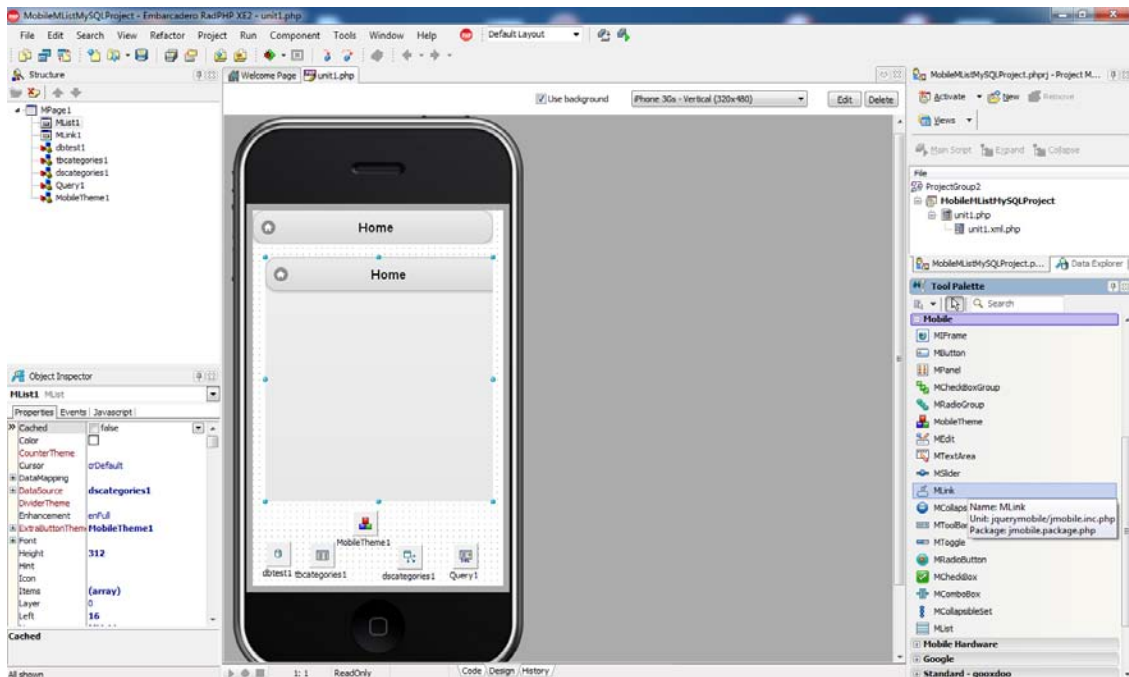 MobileMListMySQLProject - Embarcadero RadPHP XE2 - unit1.php
File Edit Search View Refactor Project Run Component Tools Window Help Default Layout
Structure
MPage1
MList1
MLink1
dbtest1
tbcategories1
dscategories1
Query1
MobileTheme1
Object Inspector
MList1 MList
Properties Events Javascript
Cached false
Color
CounterTheme
Cursor crDefault
DataMapping
DataSource dscategories1
DividerTheme
Enhancement enFull
ExtraButtonThem MobileTheme1
Font
Height 312
Hint
Icon
Items (array)
Layer 0
Left 16
Cached
All shown
Welcome Page unit1.php
Use background iPhone 3Gs - Vertical (320x480) Edit Delete
Home
Home
MobileTheme1
dbtest1 tbcategories1 dscategories1 Query1
1: 1 ReadOnly Code Design History
MobileMListMySQLProject.phprj - Project M...
Activate New Remove
Views
Main Script Expand Collapse
File
ProjectGroup2
MobileMListMySQLProject
unit1.php
unit1.xml.php
MobileMListMySQLProject.p... Data Explorer
Tool Palette
Search
Mobile
MIFrame
MButton
MPanel
MCheckBoxGroup
MRadioGroup
MobileTheme
MEdit
MTextArea
MSlider
MLink
MCollaps
MToolBar
MToggle
Name: MLink
Unit: jquerymobile/jmobile.inc.php
Package: jmobile.package.php
MRadioButton
MCheckBox
MComboBox
MCollapsibleSet
MList
Mobile Hardware
Google
Standard - qooxdoo